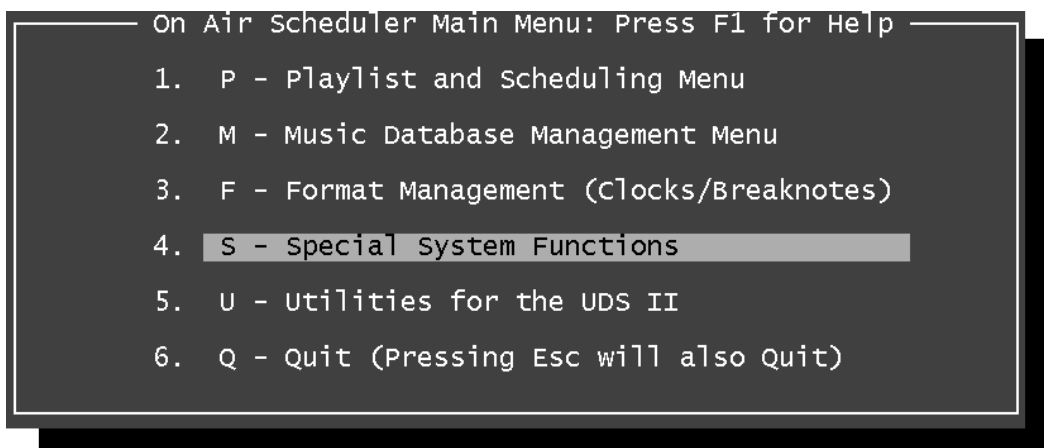 On Air Scheduler Main Menu: Press F1 for Help
1. P – Playlist and Scheduling Menu
2. M – Music Database Management Menu
3. F – Format Management (Clocks/Breaknotes)
4. S – Special System Functions
5. U – Utilities for the UDS II
6. Q – Quit (Pressing Esc will also Quit)